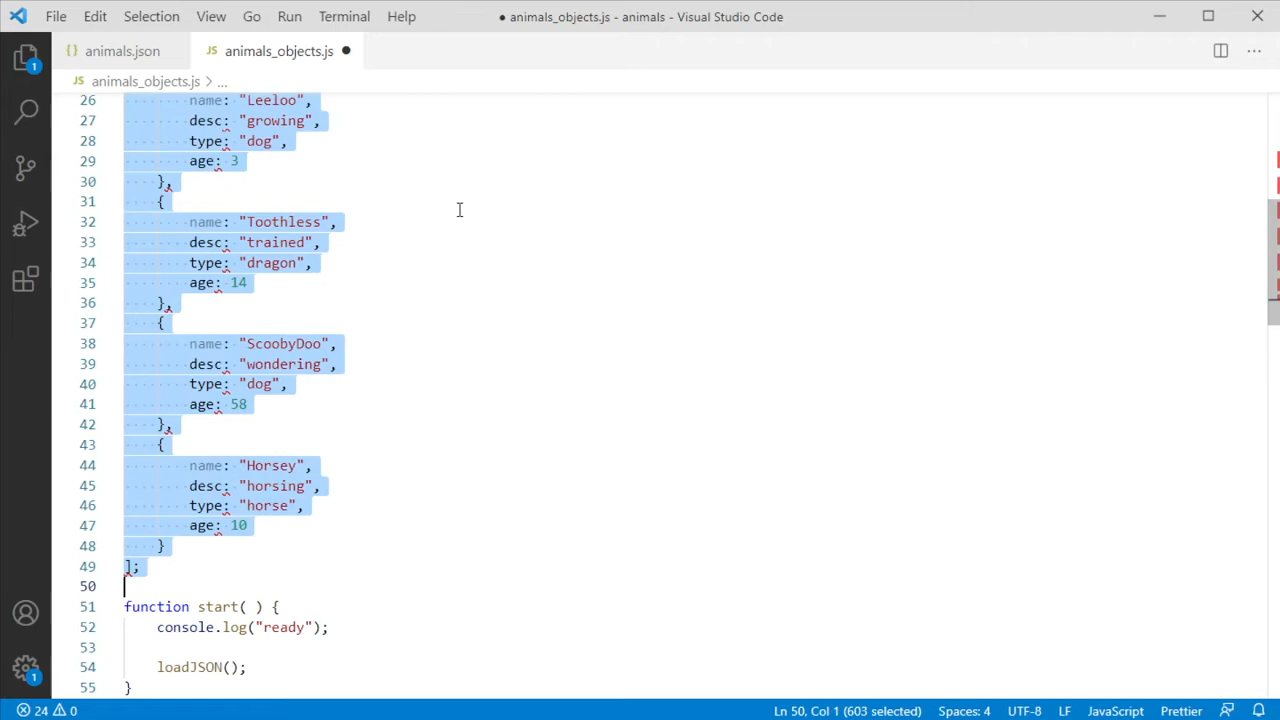 File Edit Selection View Go Run Terminal Help ● animals_objects.js - animals - Visual Studio Code
{} animals.json JS animals_objects.js ●
JS animals_objects.js > ...
26 name: "Leeloo",
27 desc: "growing",
28 type: "dog",
29 age: 3
30 },
31 {
32 name: "Toothless",
33 desc: "trained",
34 type: "dragon",
35 age: 14
36 },
37 {
38 name: "ScoobyDoo",
39 desc: "wondering",
40 type: "dog",
41 age: 58
42 },
43 {
44 name: "Horsey",
45 desc: "horsing",
46 type: "horse",
47 age: 10
48 }
49 ];
50
51 function start( ) {
52 console.log("ready");
53
54 loadJSON();
55 }
1
1
24 0 Ln 50, Col 1 (603 selected) Spaces: 4 UTF-8 LF JavaScript Prettier